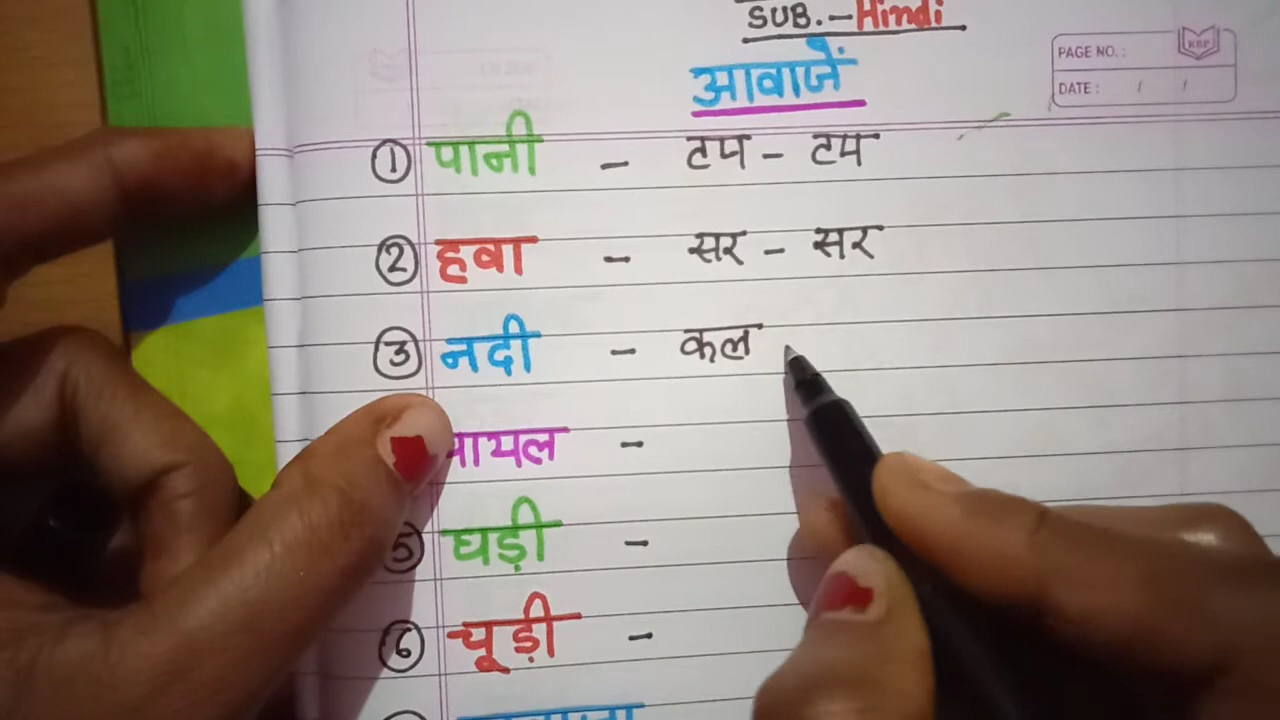 SUB.-Hindi
आवाजें
PAGE NO.:
DATE: / /
① पानी - टप - टप
② हवा - सर - सर
③ नदी - कल
पायल -
⑤ घड़ी -
⑥ चूड़ी -